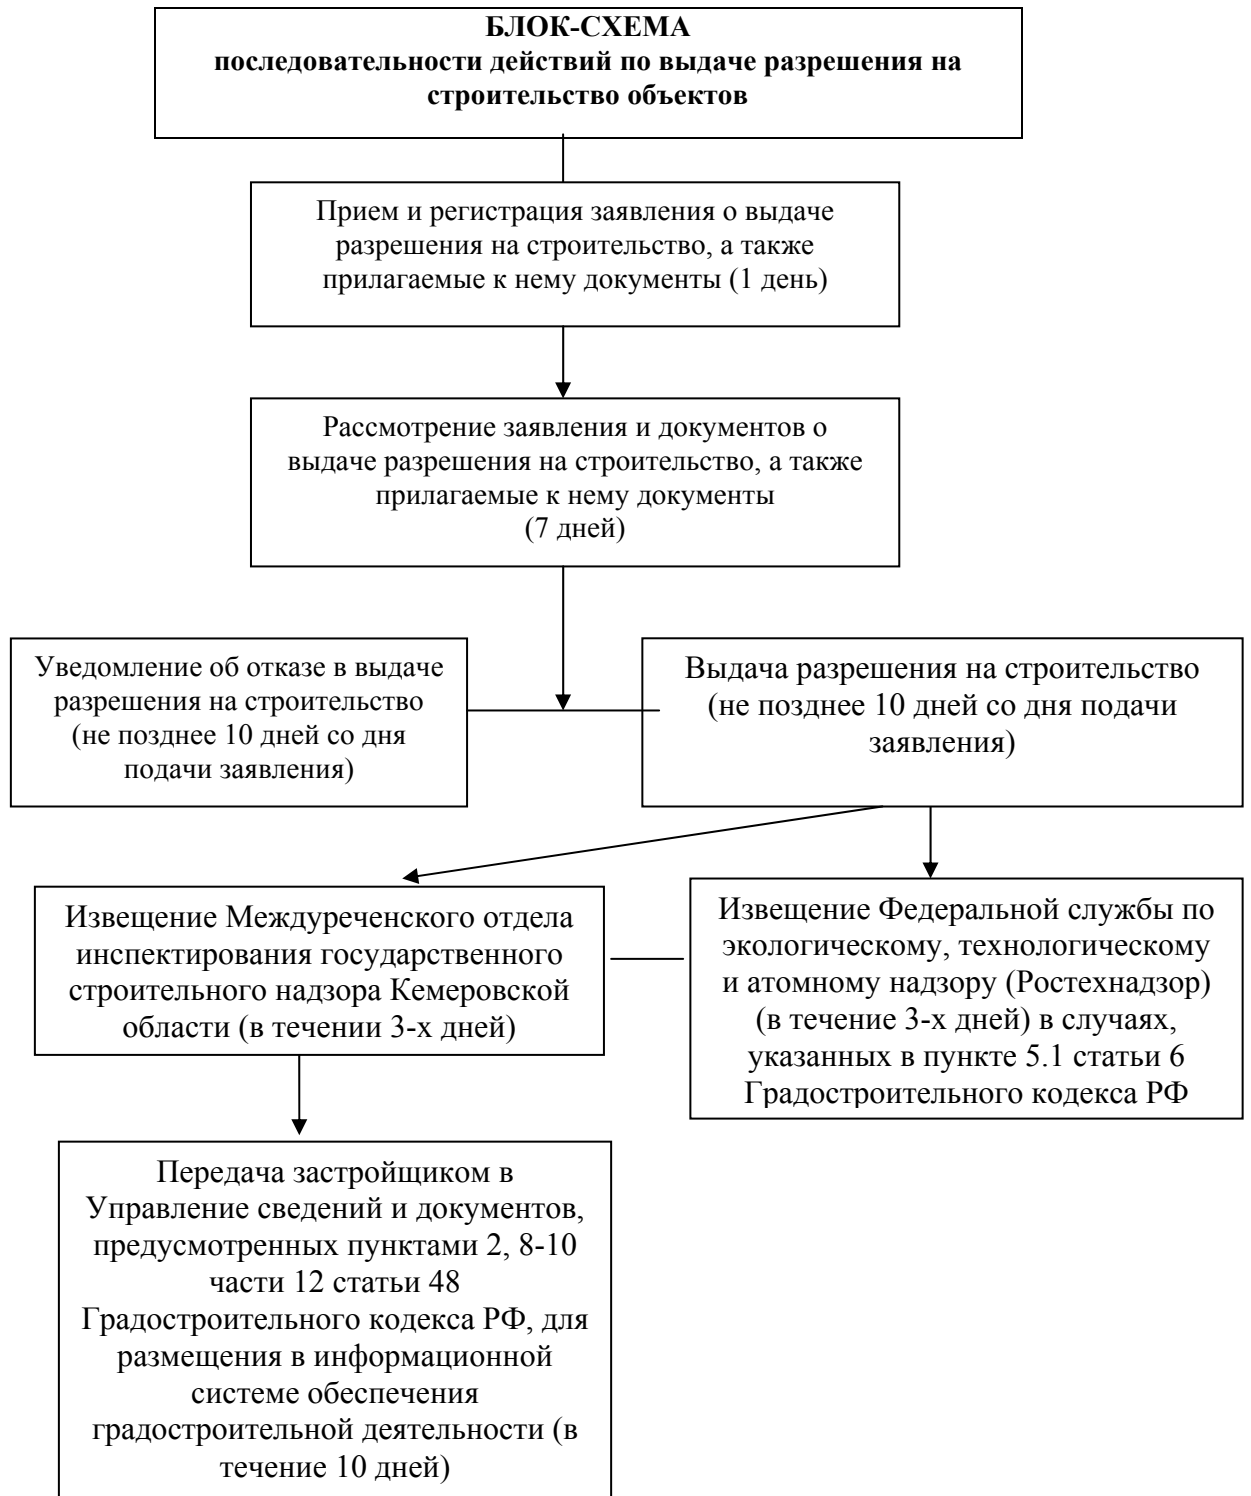 БЛОК-СХЕМА
последовательности действий по выдаче разрешения на
строительство объектов
Прием и регистрация заявления о выдаче
разрешения на строительство, а также
прилагаемые к нему документы (1 день)
Рассмотрение заявления и документов о
выдаче разрешения на строительство, а также
прилагаемые к нему документы
(7 дней)
Уведомление об отказе в выдаче
разрешения на строительство
(не позднее 10 дней со дня
подачи заявления)
Выдача разрешения на строительство
(не позднее 10 дней со дня подачи
заявления)
Извещение Междуреченского отдела
инспектирования государственного
строительного надзора Кемеровской
области (в течении 3-х дней)
Извещение Федеральной службы по
экологическому, технологическому
и атомному надзору (Ростехнадзор)
(в течение 3-х дней) в случаях,
указанных в пункте 5.1 статьи 6
Градостроительного кодекса РФ
Передача застройщиком в
Управление сведений и документов,
предусмотренных пунктами 2, 8-10
части 12 статьи 48
Градостроительного кодекса РФ, для
размещения в информационной
системе обеспечения
градостроительной деятельности (в
течение 10 дней)